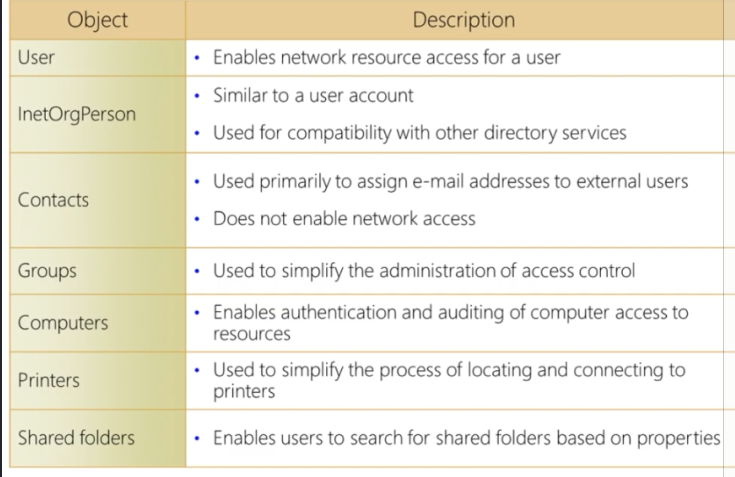 Object Description
User • Enables network resource access for a user
InetOrgPerson • Similar to a user account
• Used for compatibility with other directory services
Contacts • Used primarily to assign e-mail addresses to external users
• Does not enable network access
Groups • Used to simplify the administration of access control
Computers • Enables authentication and auditing of computer access to
resources
Printers • Used to simplify the process of locating and connecting to
printers
Shared folders • Enables users to search for shared folders based on properties